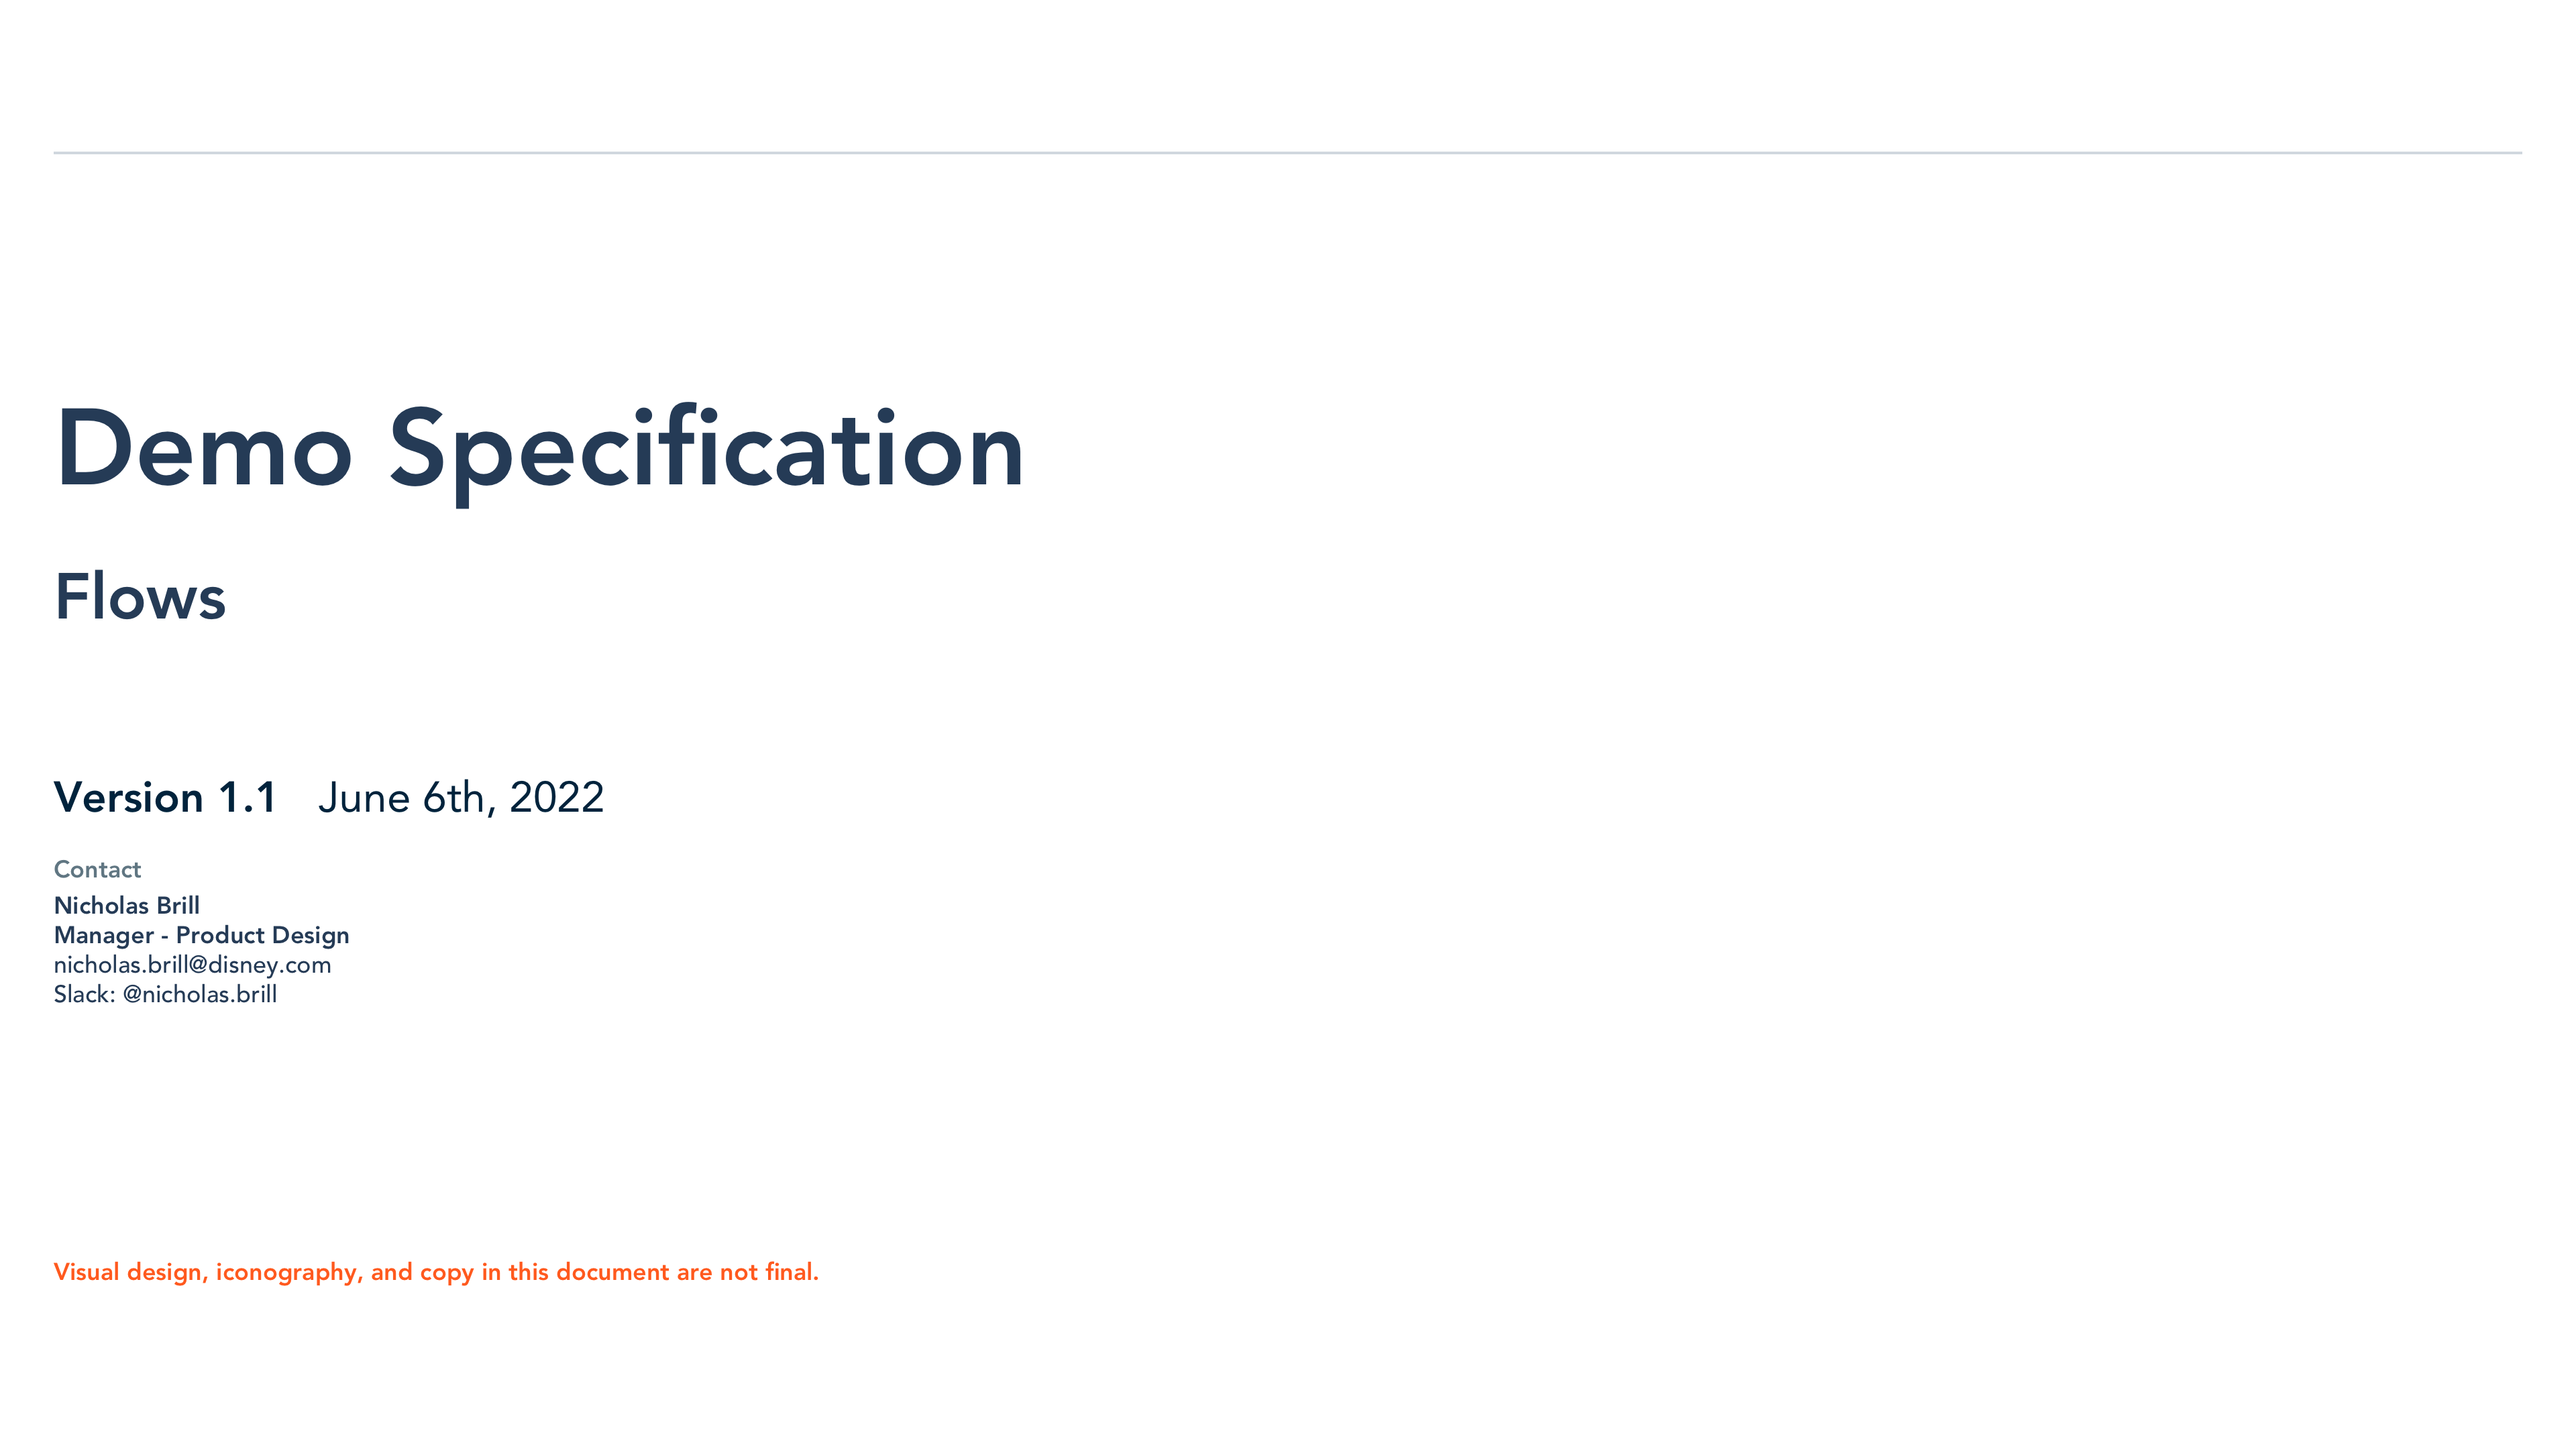 Demo Specification
Flows
Version 1.1 June 6th, 2022
Contact
Nicholas Brill
Manager - Product Design
nicholas.brill@disney.com
Slack: @nicholas.brill
Visual design, iconography, and copy in this document are not final.